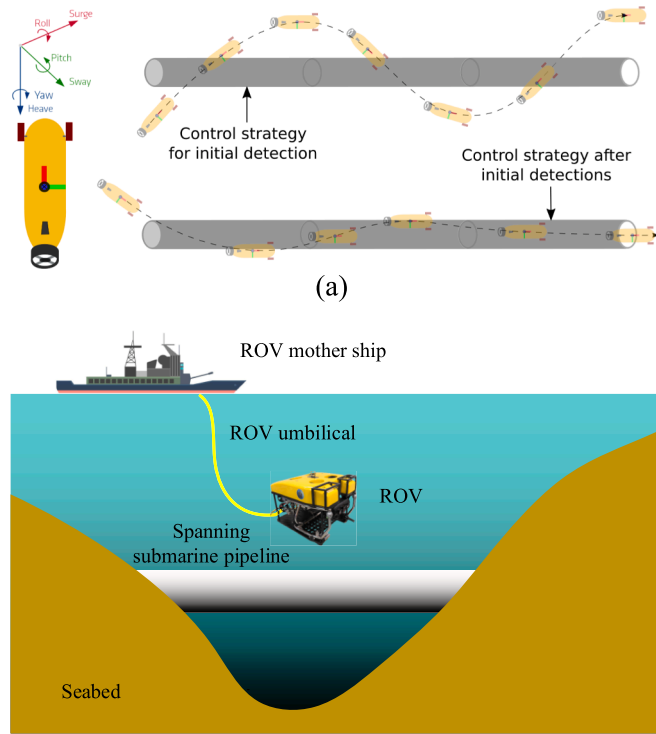 Surge
Roll
Pitch
Sway
Yaw
Heave
Control strategy
for initial detection
Control strategy after
initial detections
(a)
ROV mother ship
ROV umbilical
ROV
Spanning
submarine pipeline
Seabed